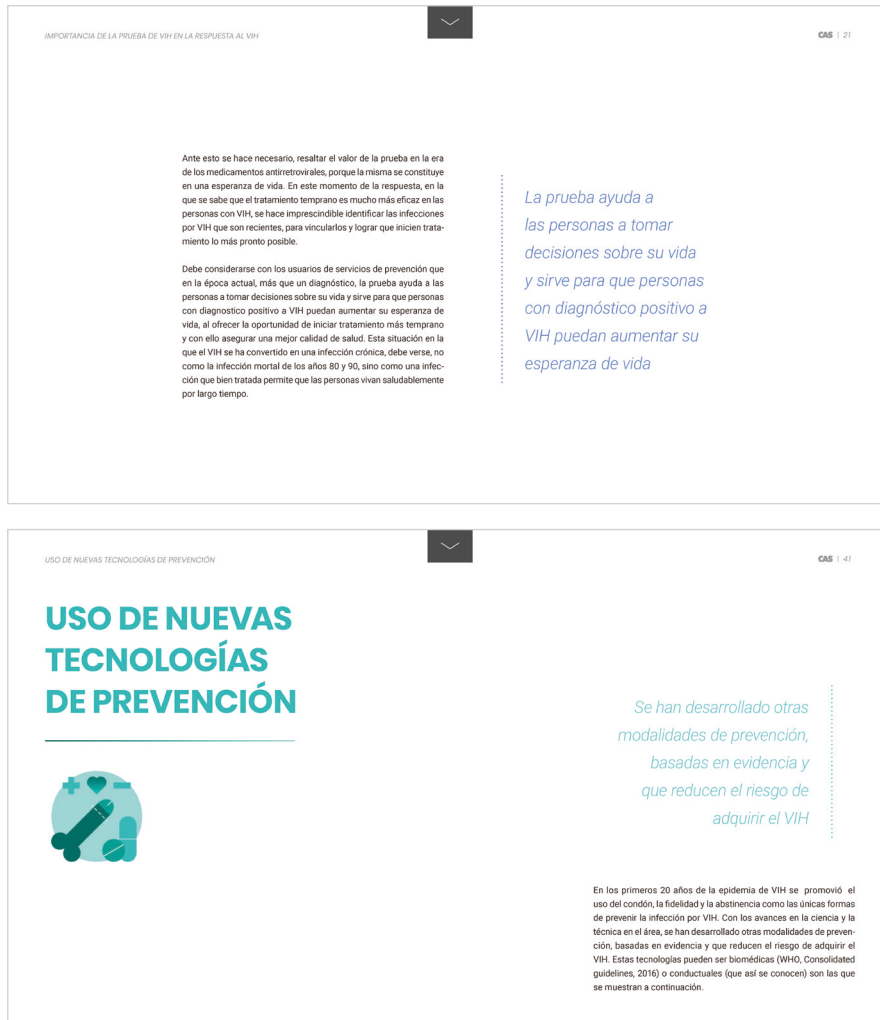 IMPORTANCIA DE LA PRUEBA DE VIH EN LA RESPUESTA AL VIH
CAS | 21
Ante esto se hace necesario, resaltar el valor de la prueba en la era
de los medicamentos antirretrovirales, porque la misma se constituye
en una esperanza de vida. En este momento de la respuesta, en la
que se sabe que el tratamiento temprano es mucho más eficaz en las
personas con VIH, se hace imprescindible identificar las infecciones
por VIH que son recientes, para vincularlos y lograr que inicien trata-
miento lo más pronto posible.
Debe considerarse con los usuarios de servicios de prevención que
en la época actual, más que un diagnóstico, la prueba ayuda a las
personas a tomar decisiones sobre su vida y sirve para que personas
con diagnostico positivo a VIH puedan aumentar su esperanza de
vida, al ofrecer la oportunidad de iniciar tratamiento más temprano
y con ello asegurar una mejor calidad de salud. Esta situación en la
que el VIH se ha convertido en una infección crónica, debe verse, no
como la infección mortal de los años 80 y 90, sino como una infec-
ción que bien tratada permite que las personas vivan saludablemente
por largo tiempo.
La prueba ayuda a
las personas a tomar
decisiones sobre su vida
y sirve para que personas
con diagnóstico positivo a
VIH puedan aumentar su
esperanza de vida
USO DE NUEVAS TECNOLOGÍAS DE PREVENCIÓN
CAS | 41
USO DE NUEVAS
TECNOLOGÍAS
DE PREVENCIÓN
Se han desarrollado otras
modalidades de prevención,
basadas en evidencia y
que reducen el riesgo de
adquirir el VIH
En los primeros 20 años de la epidemia de VIH se promovió el
uso del condón, la fidelidad y la abstinencia como las únicas formas
de prevenir la infección por VIH. Con los avances en la ciencia y la
técnica en el área, se han desarrollado otras modalidades de preven-
ción, basadas en evidencia y que reducen el riesgo de adquirir el
VIH. Estas tecnologías pueden ser biomédicas (WHO, Consolidated
guidelines, 2016) o conductuales (que así se conocen) son las que
se muestran a continuación.